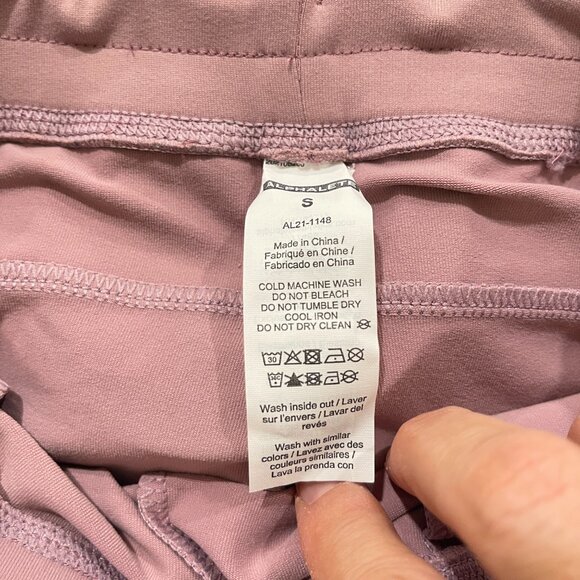 ALPHALETE
S
AL21-1148
Made in China /
Fabriqué en Chine /
Fabricado en China
COLD MACHINE WASH
DO NOT BLEACH
DO NOT TUMBLE DRY
COOL IRON
DO NOT DRY CLEAN
30
Wash inside out / Laver
sur l'envers / Lavar del
revés
Wash with similar
colors / Lavez avec des
couleurs similaires /
Lava la prenda con